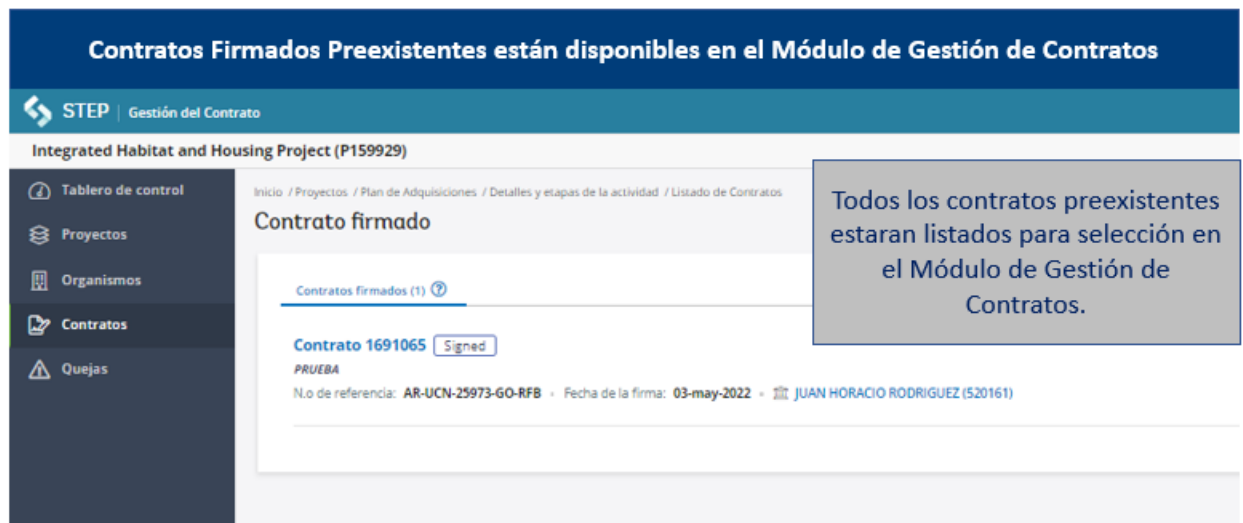 Contratos Firmados Preexistentes están disponibles en el Módulo de Gestión de Contratos
STEP | Gestión del Contrato
Integrated Habitat and Housing Project (P159929)
Tablero de control
Proyectos
Organismos
Contratos
Quejas
Inicio / Proyectos / Plan de Adquisiciones / Detalles y etapas de la actividad / Listado de Contratos
Contrato firmado
Contratos firmados (1) ?
Contrato 1691065 Signed
PRUEBA
N.o de referencia: AR-UCN-25973-GO-RFB • Fecha de la firma: 03-may-2022 • JUAN HORACIO RODRIGUEZ (520161)
Todos los contratos preexistentes
estaran listados para selección en
el Módulo de Gestión de
Contratos.